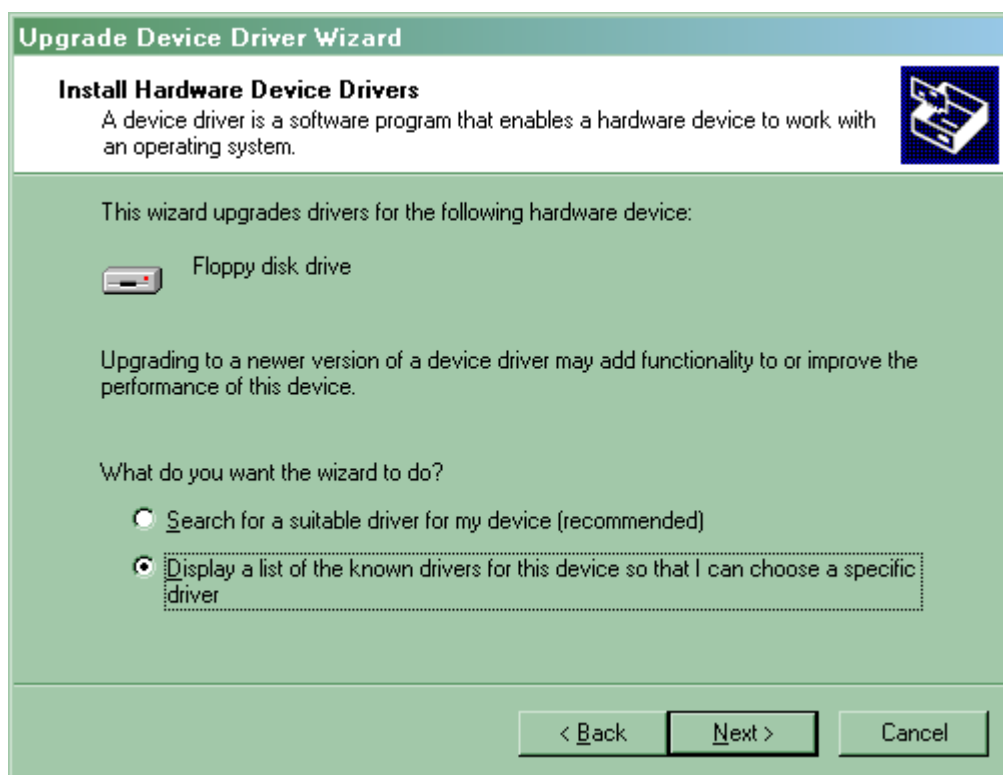 Upgrade Device Driver Wizard
Install Hardware Device Drivers
A device driver is a software program that enables a hardware device to work with
an operating system.
This wizard upgrades drivers for the following hardware device:
Floppy disk drive
Upgrading to a newer version of a device driver may add functionality to or improve the
performance of this device.
What do you want the wizard to do?
Search for a suitable driver for my device (recommended)
Display a list of the known drivers for this device so that I can choose a specific
driver
< Back
Next >
Cancel